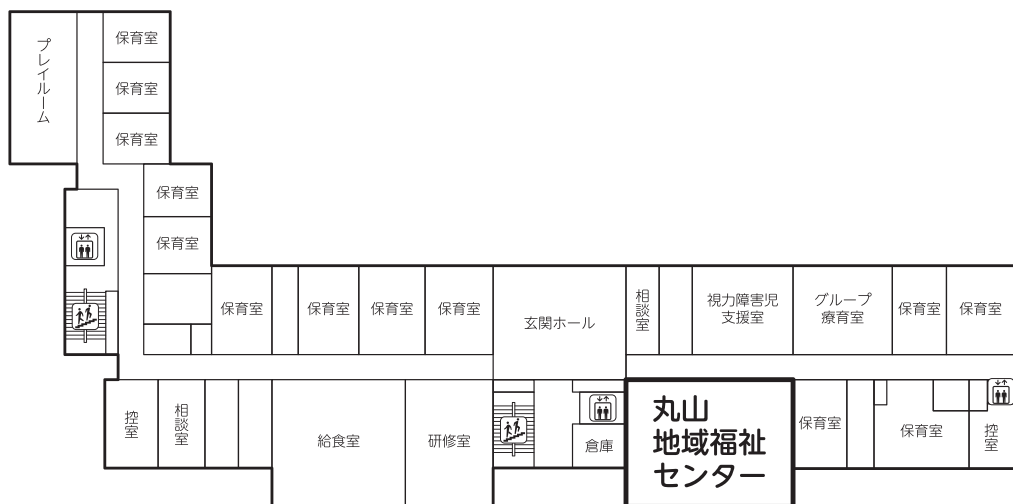 プレイルーム
保育室
保育室
保育室
保育室
保育室
保育室
保育室
保育室
保育室
玄関ホール
相談室
視力障害児
支援室
グループ
療育室
保育室
保育室
控室
相談室
給食室
研修室
倉庫
丸山
地域福祉
センター
保育室
保育室
控室